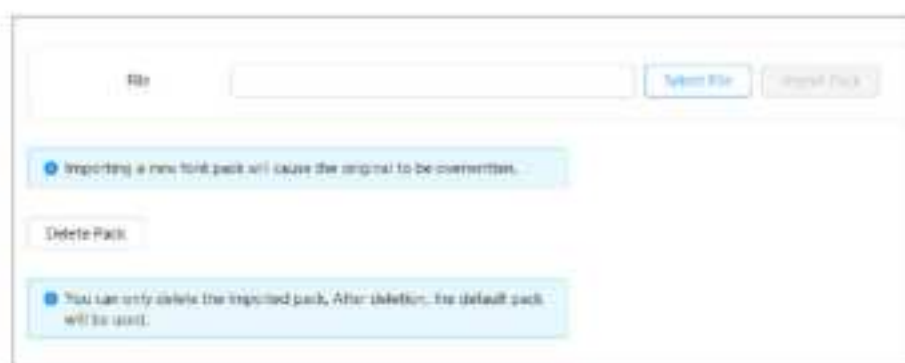 File
Select File
Import Pack
Importing a new font pack will cause the original to be overwritten.
Delete Pack
You can only delete the imported pack. After deletion, the default pack
will be used.